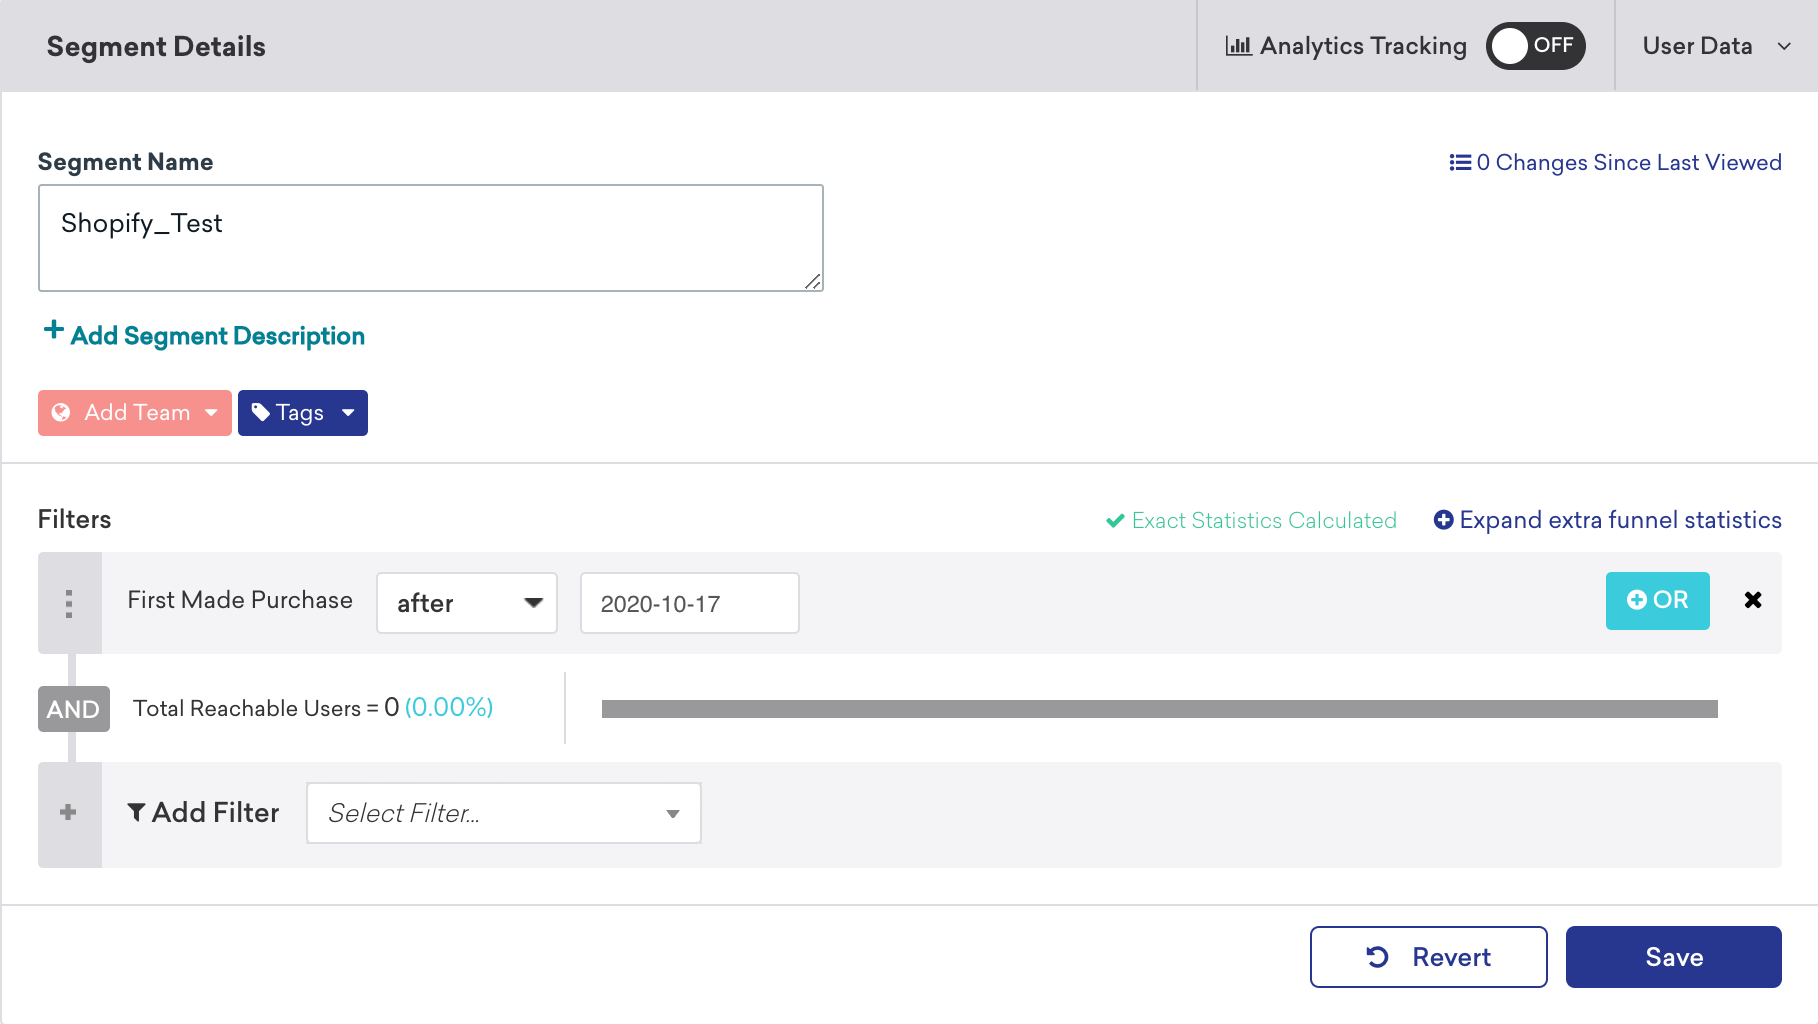 Segment Details
Analytics Tracking
OFF
User Data
Segment Name
0 Changes Since Last Viewed
Shopify_Test
Add Segment Description
Add Team
Tags
Filters
Exact Statistics Calculated
Expand extra funnel statistics
First Made Purchase
after
2020-10-17
OR
AND
Total Reachable Users = 0 (0.00%)
Add Filter
Select Filter...
Revert
Save